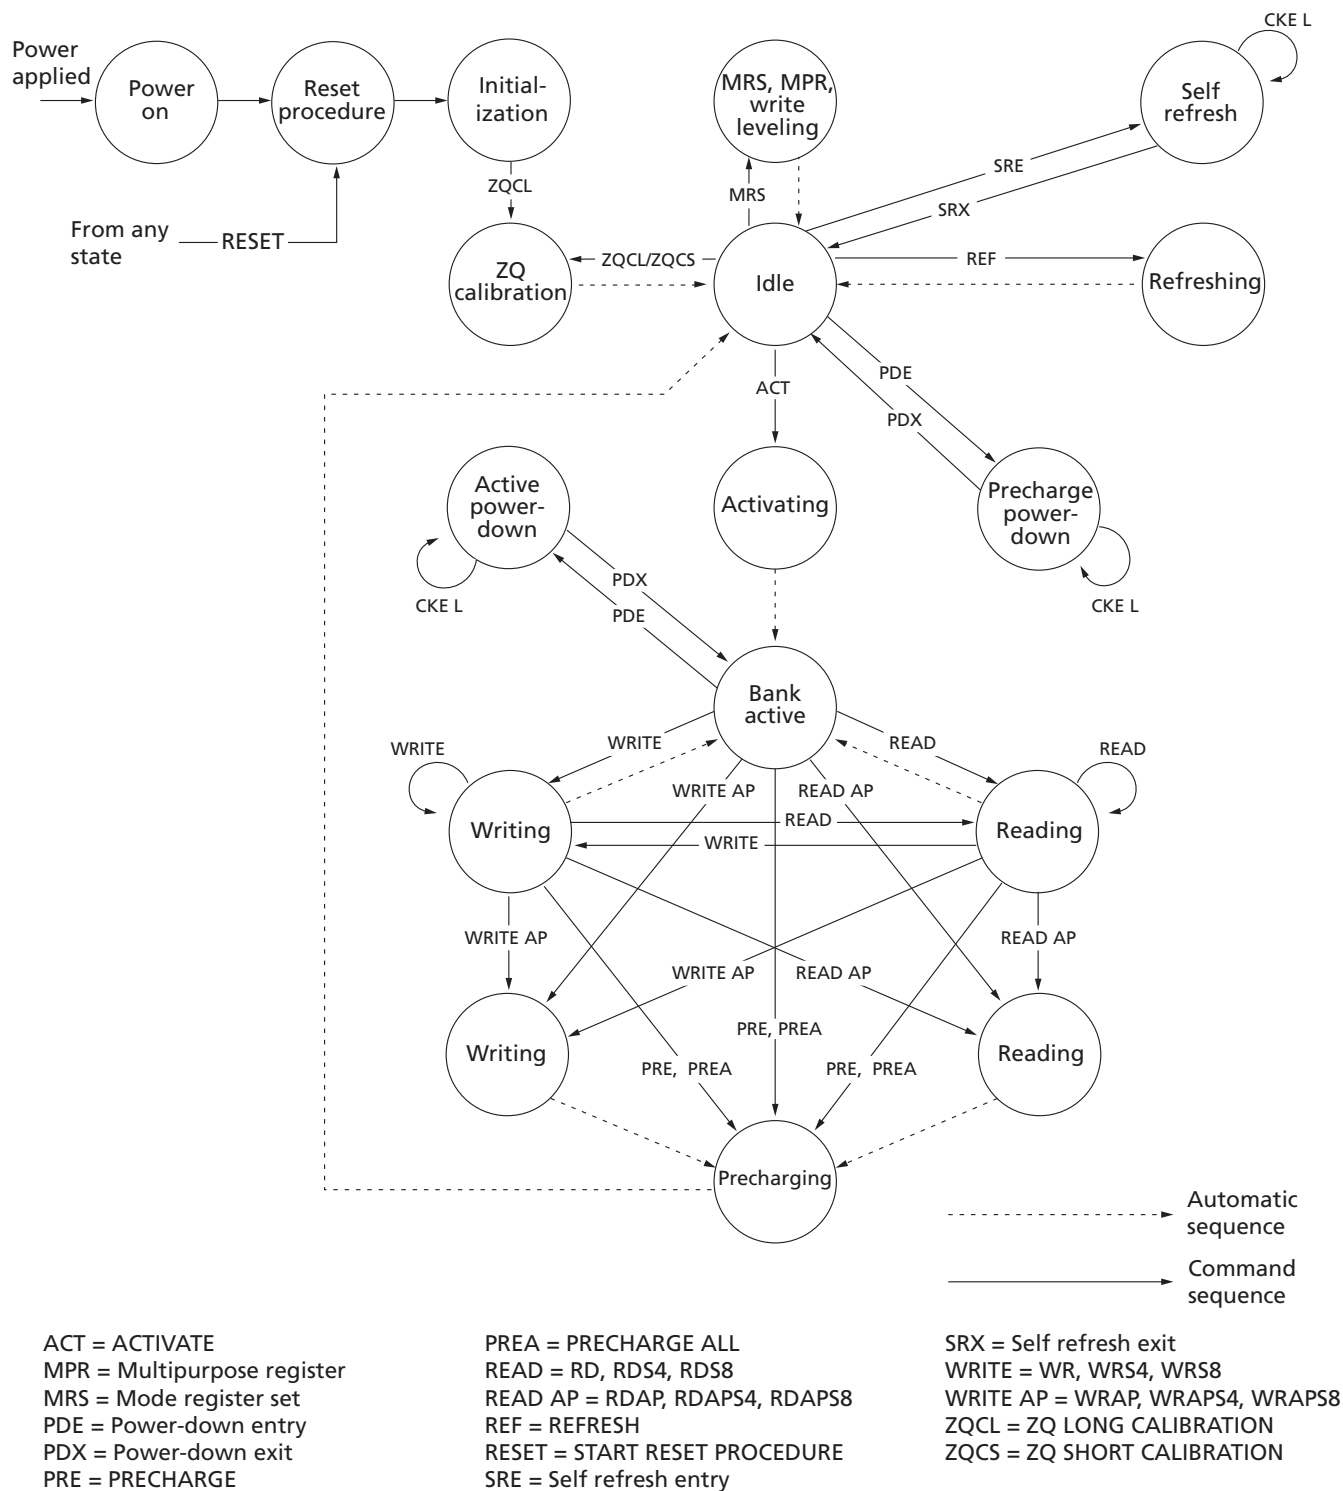 Power
applied
Power
on
Reset
procedure
Initial-
ization
MRS, MPR,
write
leveling
CKE L
Self
refresh
ZQCL
MRS
SRE
SRX
From any
state
RESET
ZQ
calibration
ZQCL/ZQCS
Idle
REF
Refreshing
PDE
PDX
ACT
Active
power-
down
CKE L
Activating
Precharge
power-
down
CKE L
PDX
PDE
Bank
active
WRITE
WRITE
READ
READ
WRITE AP
READ AP
Writing
READ
WRITE
Reading
WRITE AP
READ AP
WRITE AP
READ AP
Writing
PRE, PREA
Reading
PRE, PREA
PRE, PREA
Precharging
Automatic
sequence
Command
sequence
ACT = ACTIVATE
MPR = Multipurpose register
MRS = Mode register set
PDE = Power-down entry
PDX = Power-down exit
PRE = PRECHARGE
PREA = PRECHARGE ALL
READ = RD, RDS4, RDS8
READ AP = RDAP, RDAPS4, RDAPS8
REF = REFRESH
RESET = START RESET PROCEDURE
SRE = Self refresh entry
SRX = Self refresh exit
WRITE = WR, WRS4, WRS8
WRITE AP = WRAP, WRAPS4, WRAPS8
ZQCL = ZQ LONG CALIBRATION
ZQCS = ZQ SHORT CALIBRATION